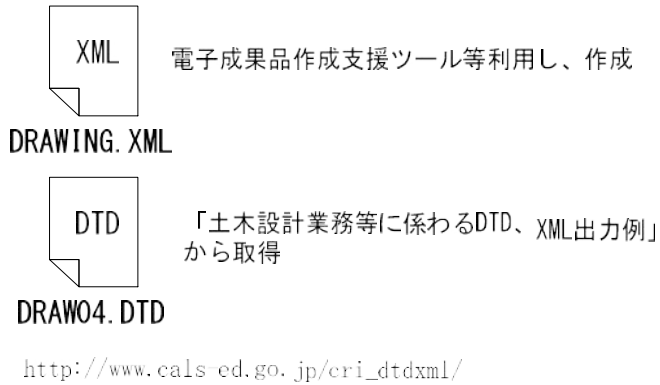 XML
電子成果品作成支援ツール等利用し、作成
DRAWING.XML
DTD
「土木設計業務等に係わるDTD、XML出力例」
から取得
DRAW04.DTD
http://www.cals-ed.go.jp/cri_dtdxml/